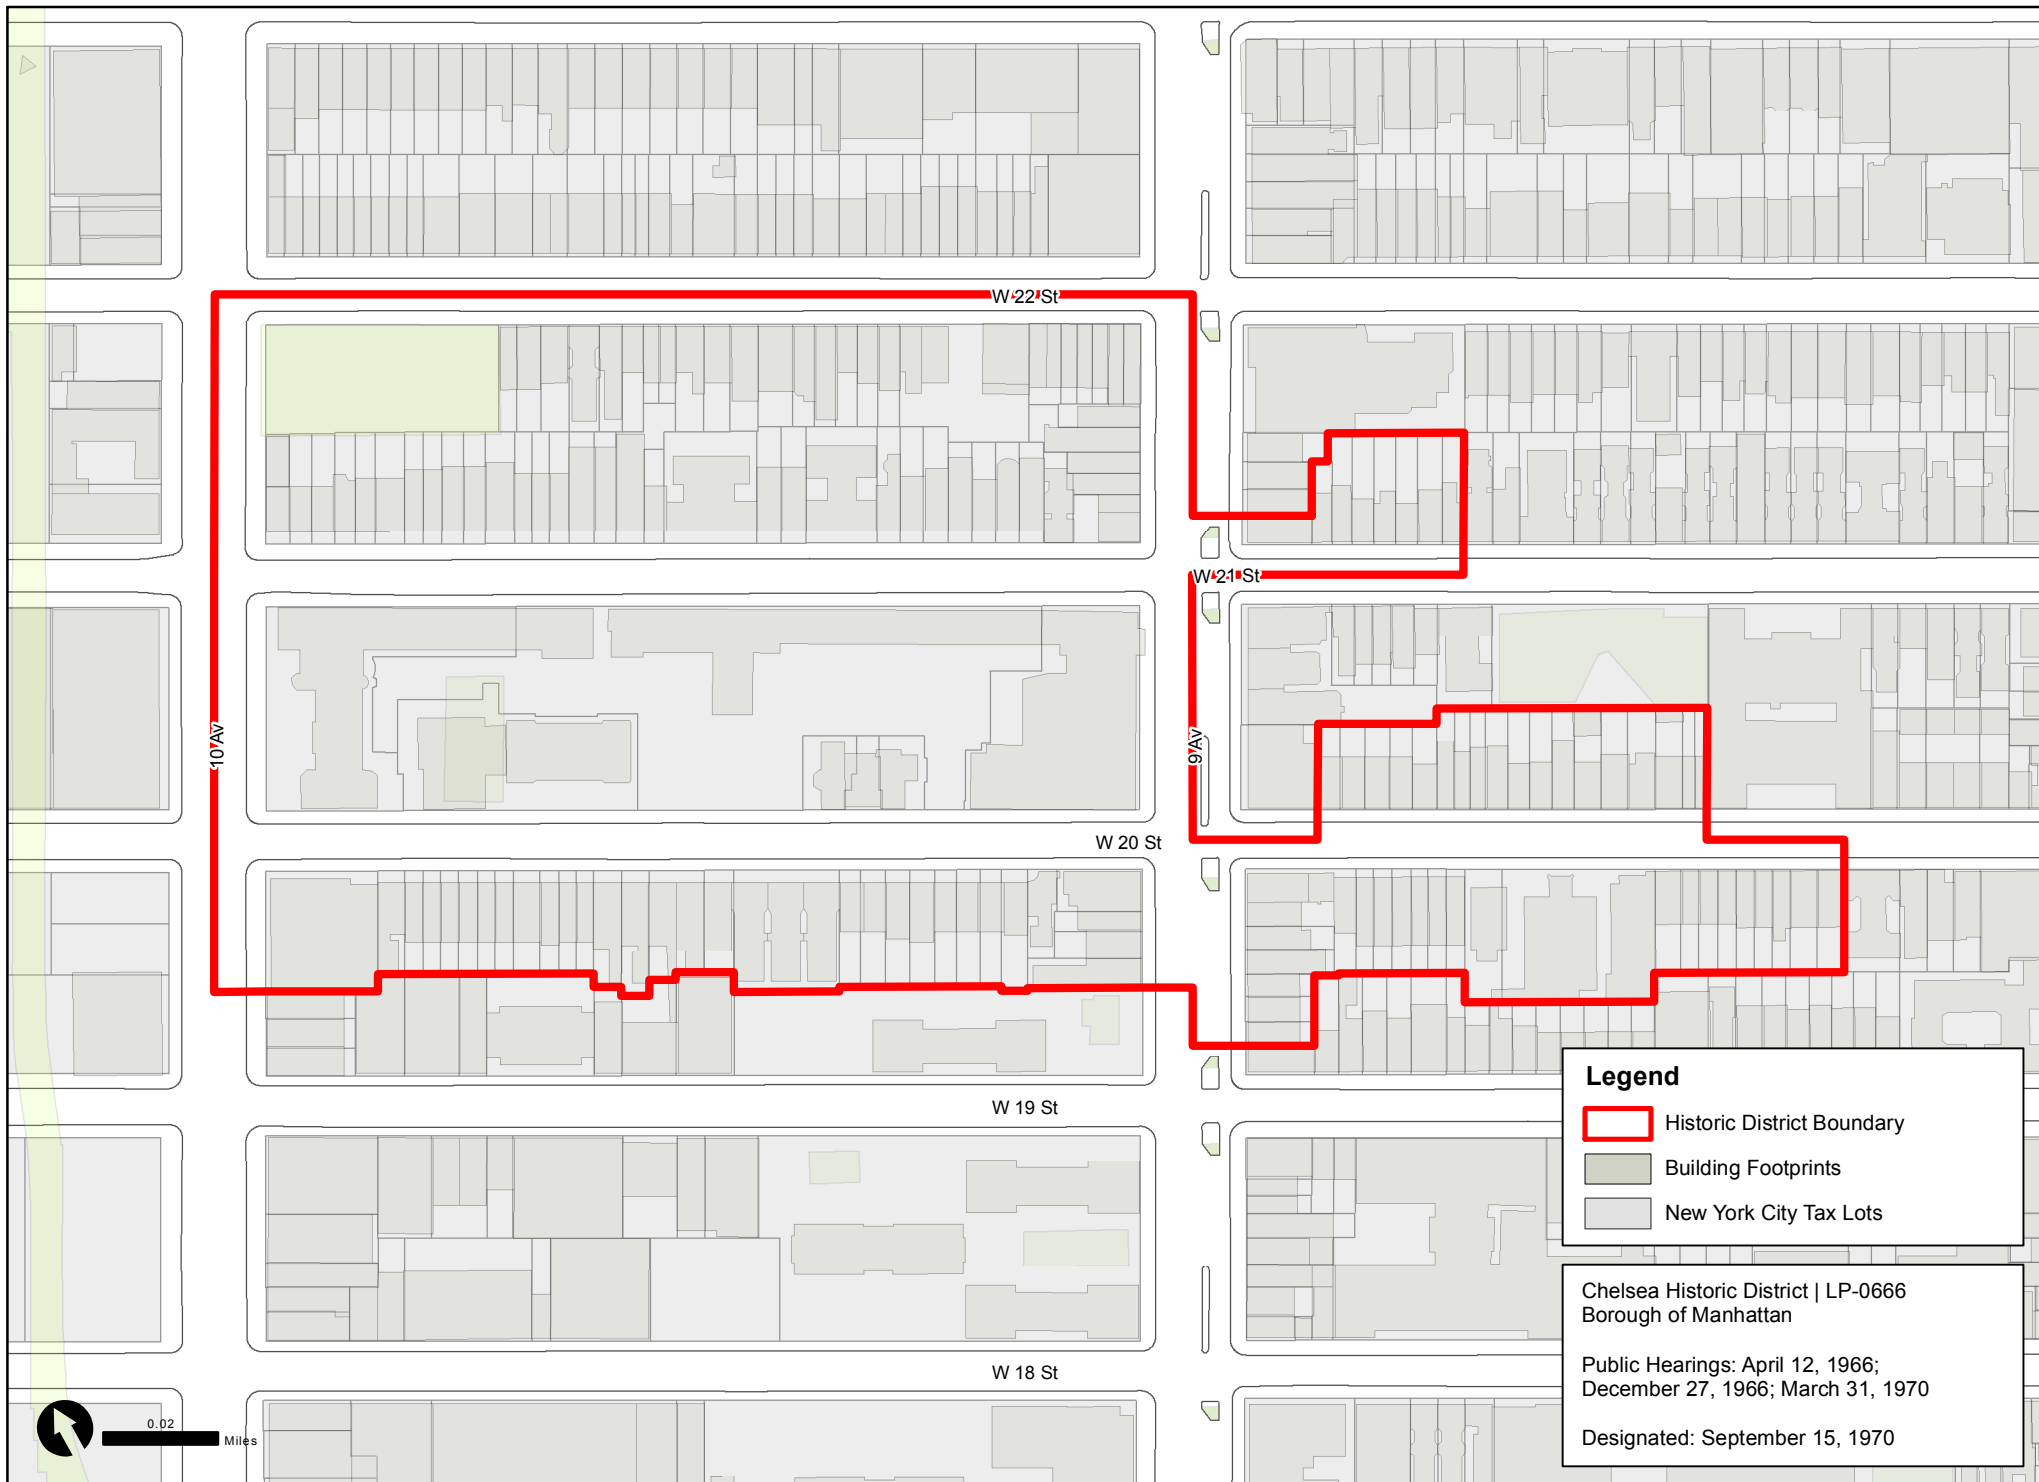 W 22 St
W 21 St
10 Av
9 Av
W 20 St
W 19 St
W 18 St
Legend
Historic District Boundary
Building Footprints
New York City Tax Lots
Chelsea Historic District | LP-0666
Borough of Manhattan
Public Hearings: April 12, 1966;
December 27, 1966; March 31, 1970
Designated: September 15, 1970
0.02
Miles